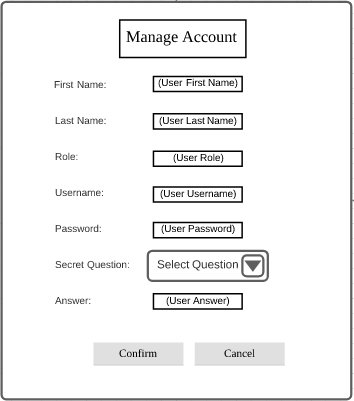 Manage Account
First Name: (User First Name)
Last Name: (User Last Name)
Role: (User Role)
Username: (User Username)
Password: (User Password)
Secret Question: Select Question
Answer: (User Answer)
Confirm Cancel